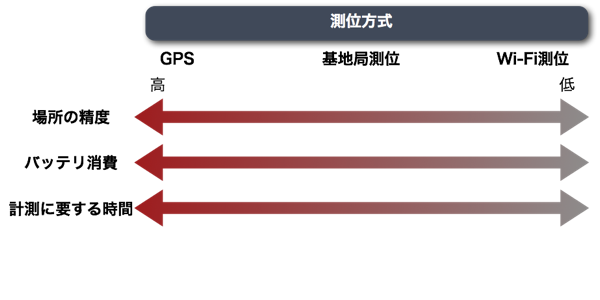 測位方式
GPS 基地局測位 Wi-Fi測位
高 低
場所の精度
バッテリ消費
計測に要する時間